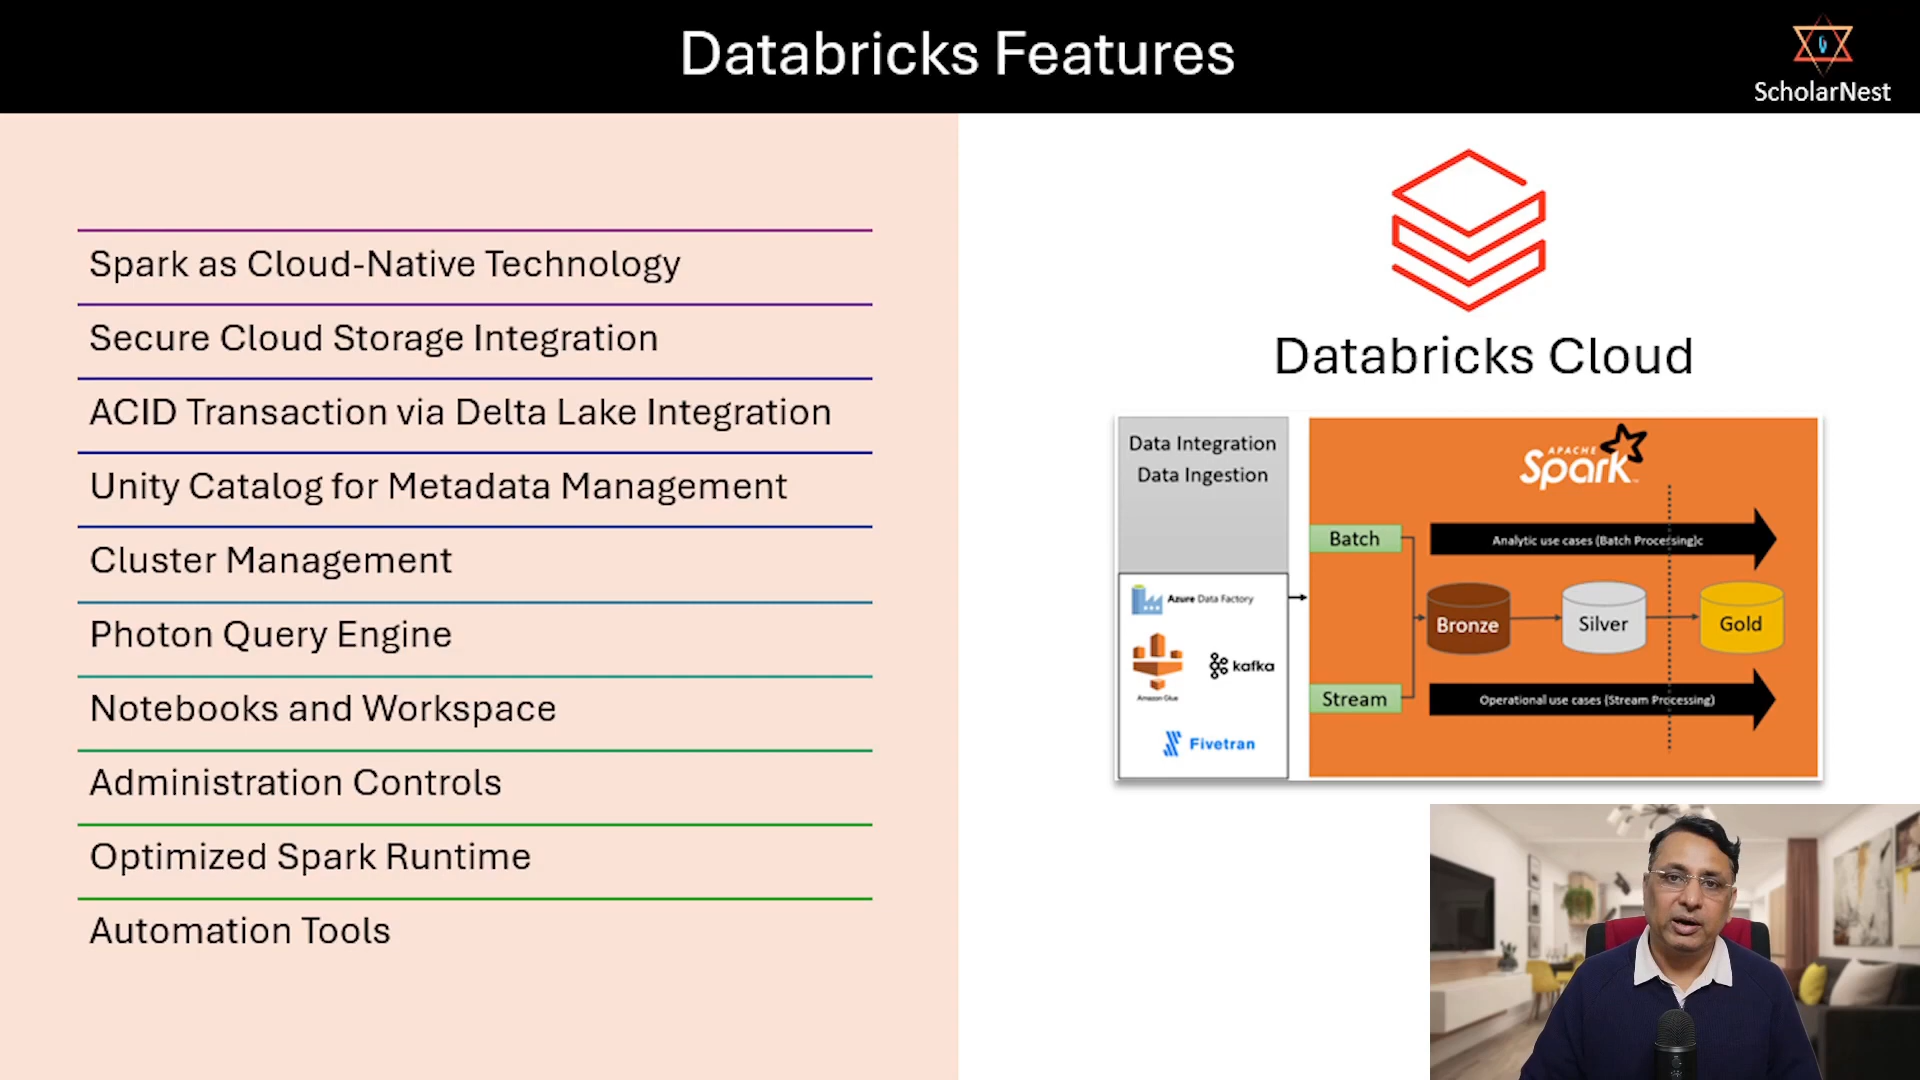 Databricks Features
ScholarNest
Spark as Cloud-Native Technology
Secure Cloud Storage Integration
ACID Transaction via Delta Lake Integration
Unity Catalog for Metadata Management
Cluster Management
Photon Query Engine
Notebooks and Workspace
Administration Controls
Optimized Spark Runtime
Automation Tools
Databricks Cloud
Data Integration
Data Ingestion
Azure Data Factory
Amazon Glue
kafka
Fivetran
APACHE
Spark
Batch
Analytic use cases (Batch Processing)c
Bronze
Silver
Gold
Stream
Operational use cases (Stream Processing)